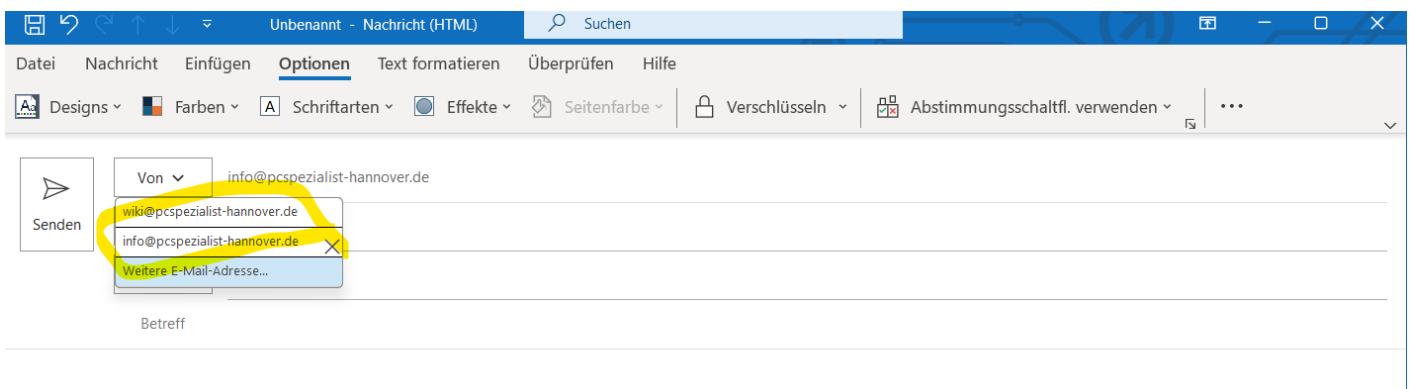 Unbenannt - Nachricht (HTML) Suchen
Datei Nachricht Einfügen Optionen Text formatieren Überprüfen Hilfe
Designs Farben Schriftarten Effekte Seitenfarbe Verschlüsseln Abstimmungsschaltfl. verwenden
Von info@pcspezialist-hannover.de
Senden
wiki@pcspezialist-hannover.de
info@pcspezialist-hannover.de
Weitere E-Mail-Adresse...
Betreff